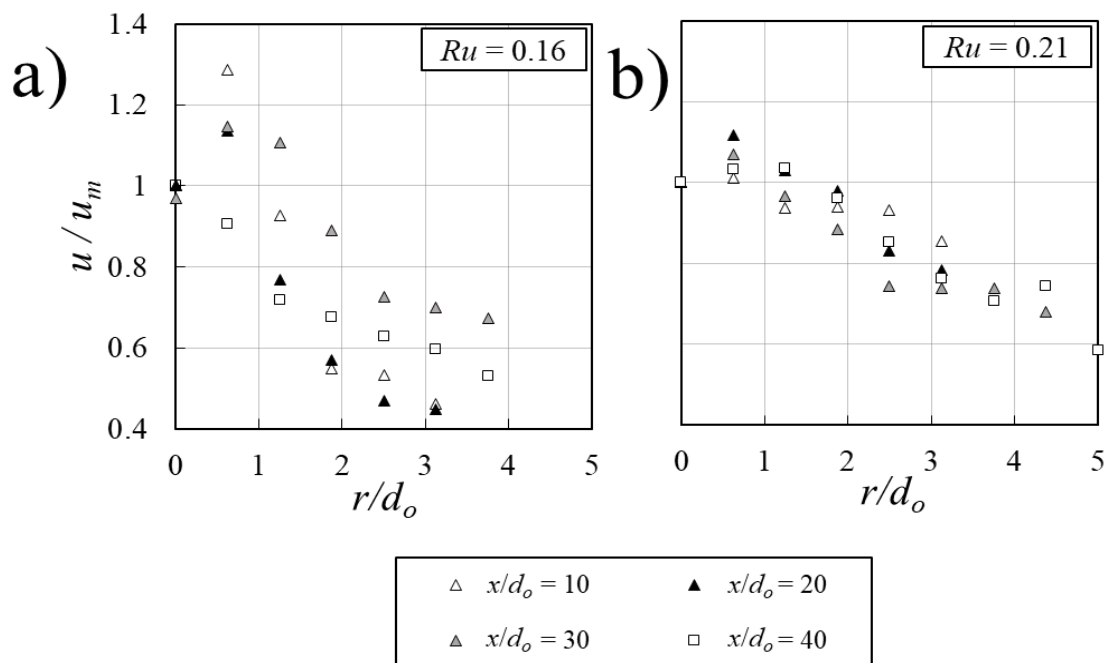 a)
Ru = 0.16
1.4
1.2
1
0.8
0.6
0.4
u / u_m
0 1 2 3 4 5
r/d_o
b)
Ru = 0.21
0 1 2 3 4 5
r/d_o
x/d_o = 10 x/d_o = 20
x/d_o = 30 x/d_o = 40